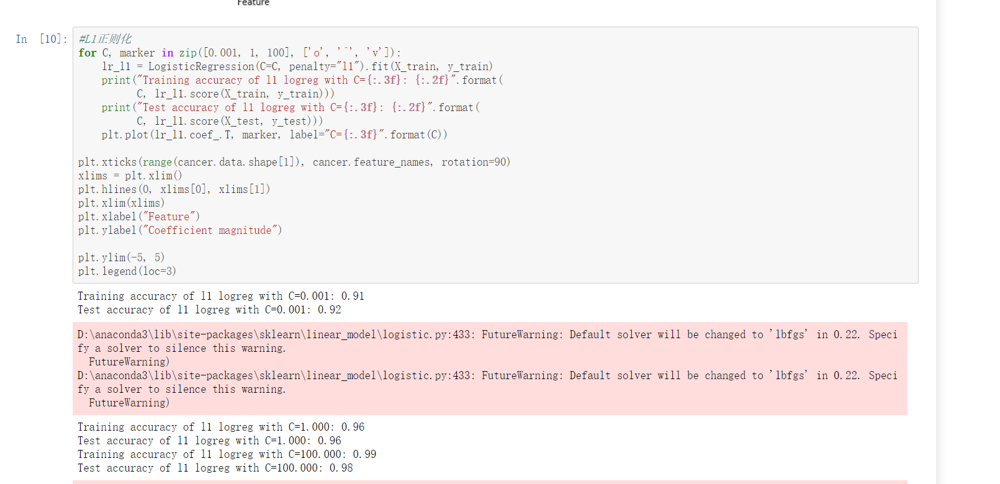 Feature
In [10]:
#L1正则化
for C, marker in zip([0.001, 1, 100], ['o', '^', 'v']):
    lr_l1 = LogisticRegression(C=C, penalty="l1").fit(X_train, y_train)
    print("Training accuracy of l1 logreg with C={:.3f}: {:.2f}".format(
          C, lr_l1.score(X_train, y_train)))
    print("Test accuracy of l1 logreg with C={:.3f}: {:.2f}".format(
          C, lr_l1.score(X_test, y_test)))
    plt.plot(lr_l1.coef_.T, marker, label="C={:.3f}".format(C))
plt.xticks(range(cancer.data.shape[1]), cancer.feature_names, rotation=90)
xlims = plt.xlim()
plt.hlines(0, xlims[0], xlims[1])
plt.xlim(xlims)
plt.xlabel("Feature")
plt.ylabel("Coefficient magnitude")
plt.ylim(-5, 5)
plt.legend(loc=3)
Training accuracy of l1 logreg with C=0.001: 0.91
Test accuracy of l1 logreg with C=0.001: 0.92
D:\anaconda3\lib\site-packages\sklearn\linear_model\logistic.py:433: FutureWarning: Default solver will be changed to 'lbfgs' in 0.22. Speci
fy a solver to silence this warning.
  FutureWarning)
D:\anaconda3\lib\site-packages\sklearn\linear_model\logistic.py:433: FutureWarning: Default solver will be changed to 'lbfgs' in 0.22. Speci
fy a solver to silence this warning.
  FutureWarning)
Training accuracy of l1 logreg with C=1.000: 0.96
Test accuracy of l1 logreg with C=1.000: 0.96
Training accuracy of l1 logreg with C=100.000: 0.99
Test accuracy of l1 logreg with C=100.000: 0.98